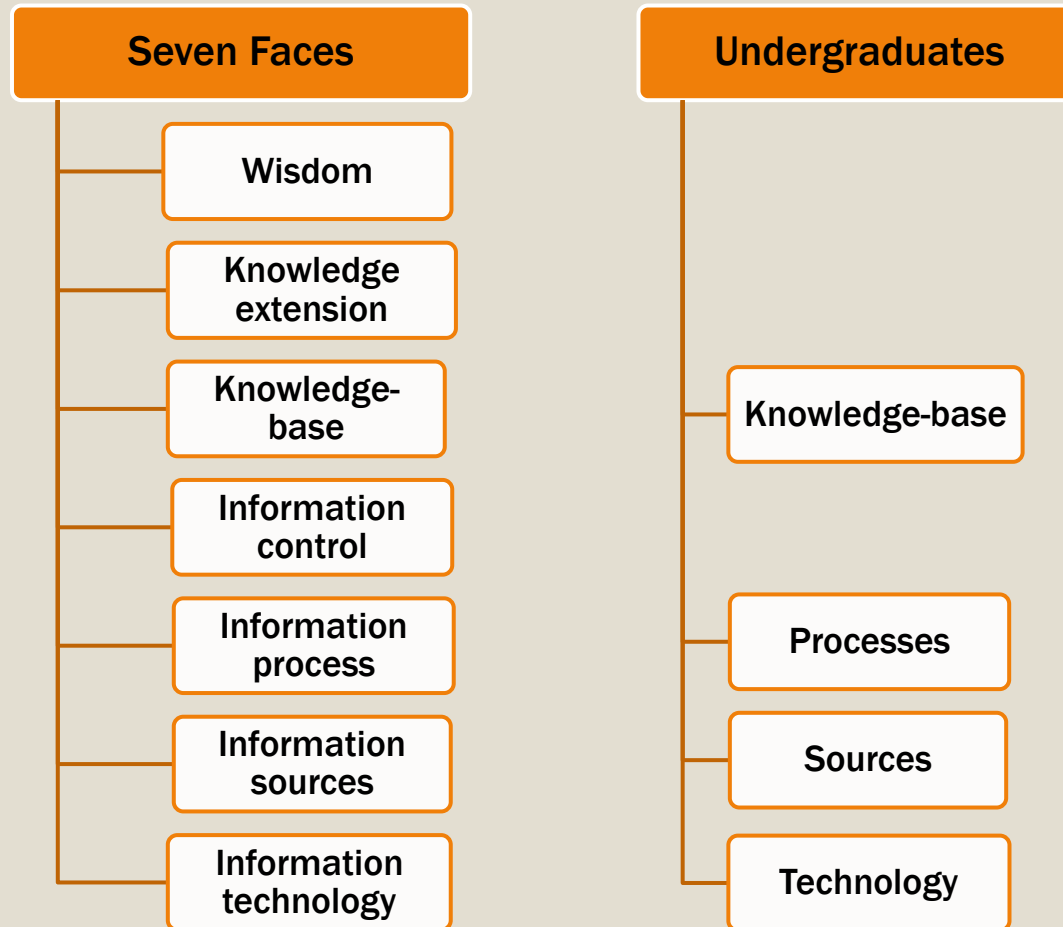 Seven Faces
Wisdom
Knowledge
extension
Knowledge-
base
Information
control
Information
process
Information
sources
Information
technology
Undergraduates
Knowledge-base
Processes
Sources
Technology